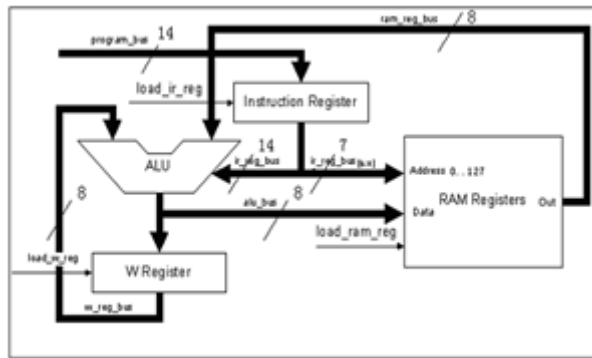 ram_reg_bus
8
program_bus
14
load_ir_reg
Instruction Register
14
7
ALU
ir_reg_bus
ir_reg_bus
Address 0...127
RAM Registers
Out
Data
8
alu_bus
8
load_ram_reg
load_w_reg
W Register
w_reg_bus